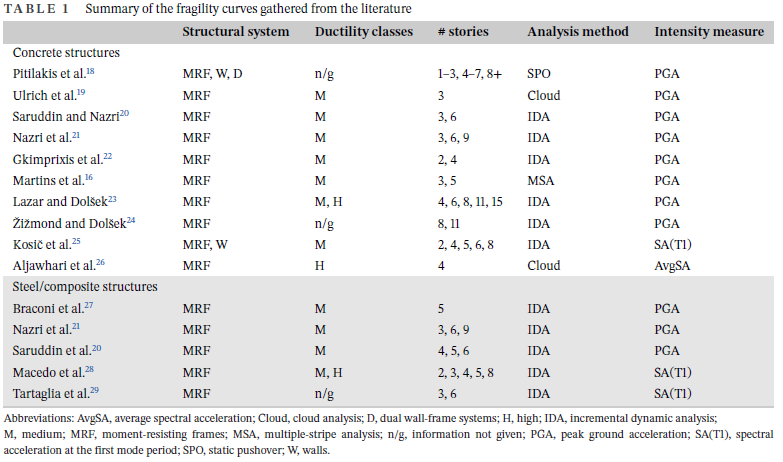 TABLE 1 Summary of the fragility curves gathered from the literature
Structural system Ductility classes # stories Analysis method Intensity measure
Concrete structures
Pitilakis et al.18 MRF, W, D n/g 1–3, 4–7, 8+ SPO PGA
Ulrich et al.19 MRF M 3 Cloud PGA
Saruddin and Nazri20 MRF M 3, 6 IDA PGA
Nazri et al.21 MRF M 3, 6, 9 IDA PGA
Gkimprixis et al.22 MRF M 2, 4 IDA PGA
Martins et al.16 MRF M 3, 5 MSA PGA
Lazar and Dolšek23 MRF M, H 4, 6, 8, 11, 15 IDA PGA
Žižmond and Dolšek24 MRF n/g 8, 11 IDA PGA
Kosič et al.25 MRF, W M 2, 4, 5, 6, 8 IDA SA(T1)
Aljawhari et al.26 MRF H 4 Cloud AvgSA
Steel/composite structures
Braconi et al.27 MRF M 5 IDA PGA
Nazri et al.21 MRF M 3, 6, 9 IDA PGA
Saruddin et al.20 MRF M 4, 5, 6 IDA PGA
Macedo et al.28 MRF M, H 2, 3, 4, 5, 8 IDA SA(T1)
Tartaglia et al.29 MRF n/g 3, 6 IDA SA(T1)
Abbreviations: AvgSA, average spectral acceleration; Cloud, cloud analysis; D, dual wall-frame systems; H, high; IDA, incremental dynamic analysis;
M, medium; MRF, moment-resisting frames; MSA, multiple-stripe analysis; n/g, information not given; PGA, peak ground acceleration; SA(T1), spectral
acceleration at the first mode period; SPO, static pushover; W, walls.